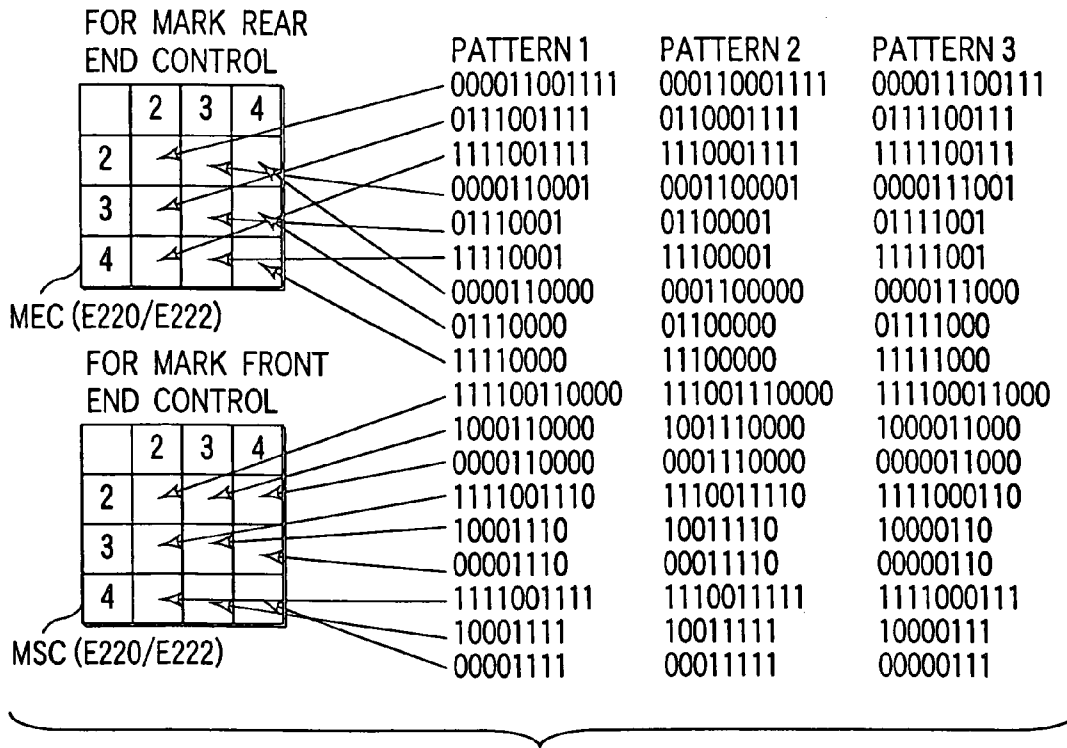 FOR MARK REAR
END CONTROL
2 3 4
2
3
4
MEC (E220/E222)
FOR MARK FRONT
END CONTROL
2 3 4
2
3
4
MSC (E220/E222)
PATTERN 1 PATTERN 2 PATTERN 3
000011001111 000110001111 000011100111
0111001111 0110001111 0111100111
1111001111 1110001111 1111100111
0000110001 0001100001 0000111001
01110001 01100001 01111001
11110001 11100001 11111001
0000110000 0001100000 0000111000
01110000 01100000 01111000
11110000 11100000 11111000
111100110000 111001110000 111100011000
1000110000 1001110000 1000011000
0000110000 0001110000 0000011000
1111001110 1110011110 1111000110
10001110 10011110 10000110
00001110 00011110 00000110
1111001111 1110011111 1111000111
10001111 10011111 10000111
00001111 00011111 00000111